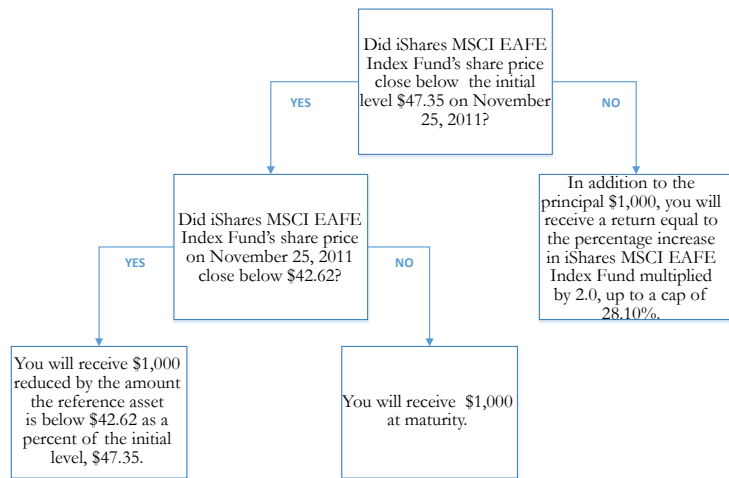 Did iShares MSCI EAFE
Index Fund's share price
close below the initial
level $47.35 on November
25, 2011?
YES
NO
Did iShares MSCI EAFE
Index Fund's share price
on November 25, 2011
close below $42.62?
In addition to the
principal $1,000, you will
receive a return equal to
the percentage increase
in iShares MSCI EAFE
Index Fund multiplied
by 2.0, up to a cap of
28.10%.
YES
NO
You will receive $1,000
reduced by the amount
the reference asset
is below $42.62 as a
percent of the initial
level, $47.35.
You will receive $1,000
at maturity.